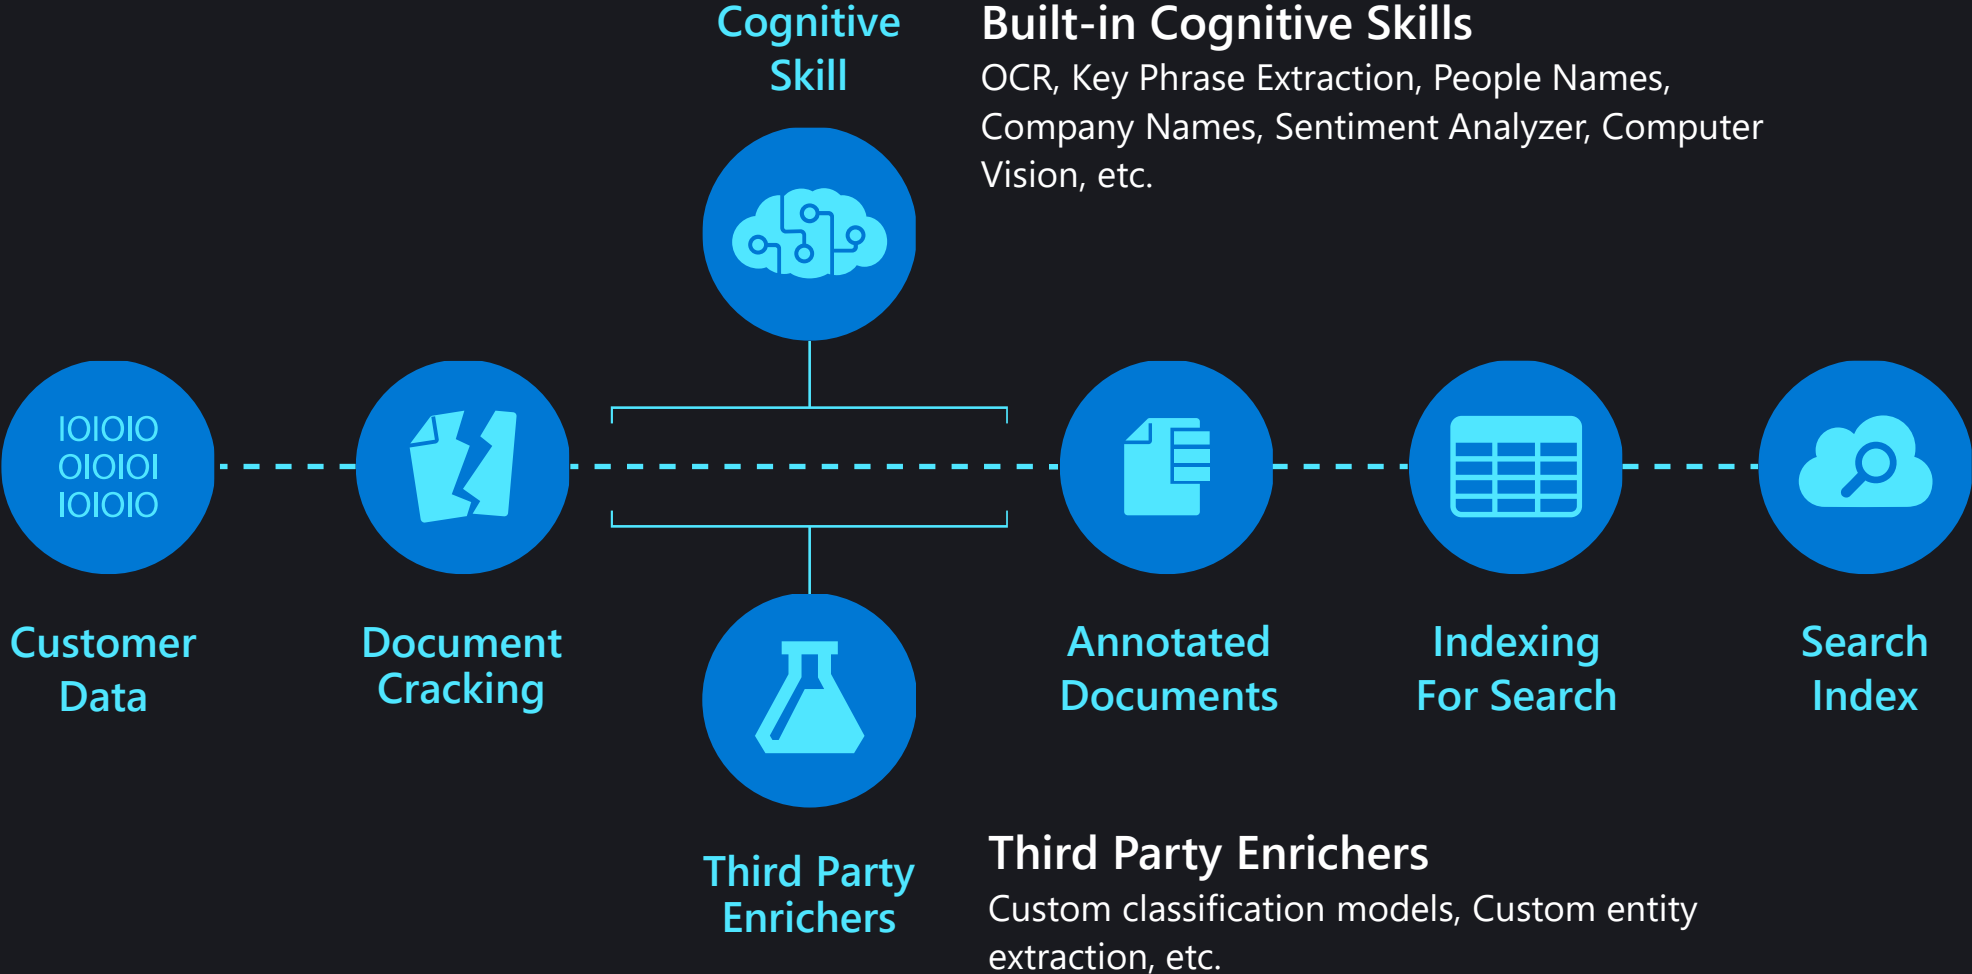 Cognitive
Skill
Built-in Cognitive Skills
OCR, Key Phrase Extraction, People Names,
Company Names, Sentiment Analyzer, Computer
Vision, etc.
IOIOIO
OIOIOI
IOIOIO
Customer
Data
Document
Cracking
Annotated
Documents
Indexing
For Search
Search
Index
Third Party
Enrichers
Third Party Enrichers
Custom classification models, Custom entity
extraction, etc.